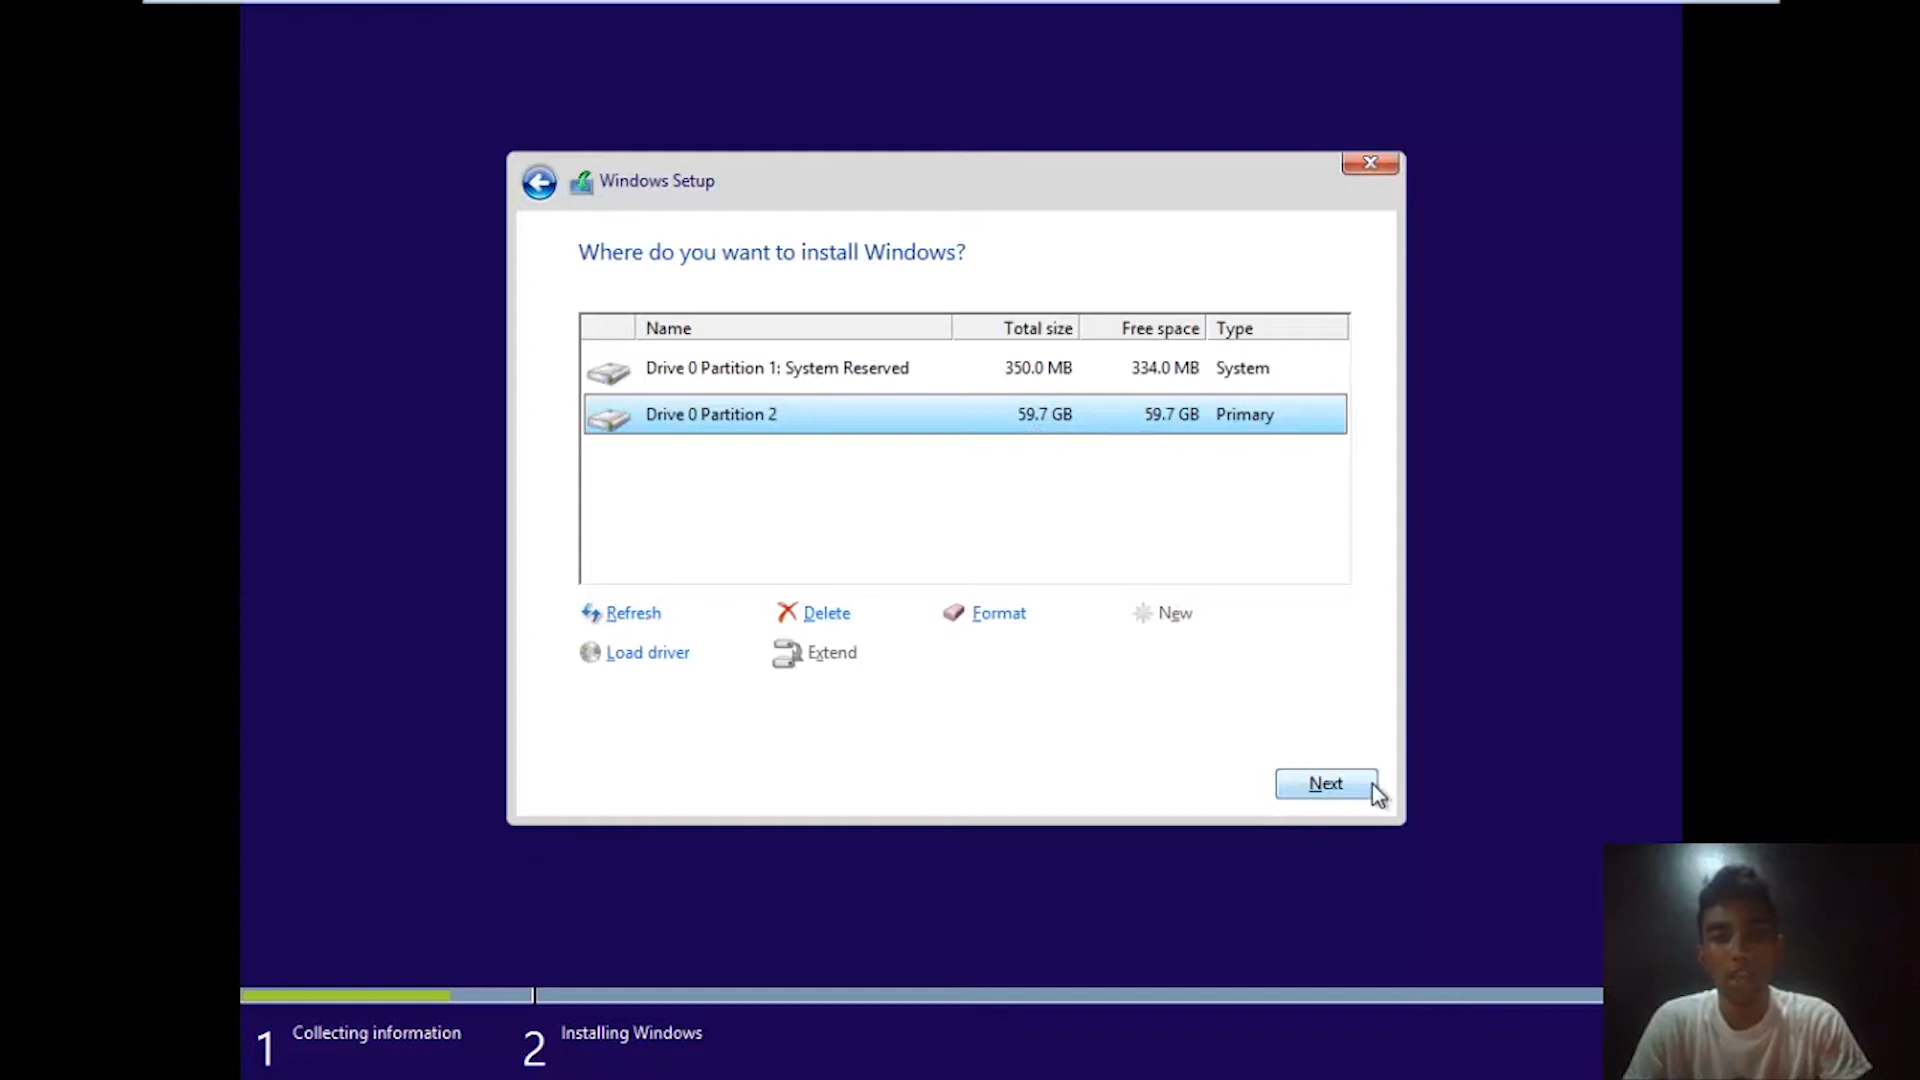 Windows Setup
Where do you want to install Windows?
Name Total size Free space Type
Drive 0 Partition 1: System Reserved 350.0 MB 334.0 MB System
Drive 0 Partition 2 59.7 GB 59.7 GB Primary
Refresh Delete Format New
Load driver Extend
Next
1 Collecting information 2 Installing Windows